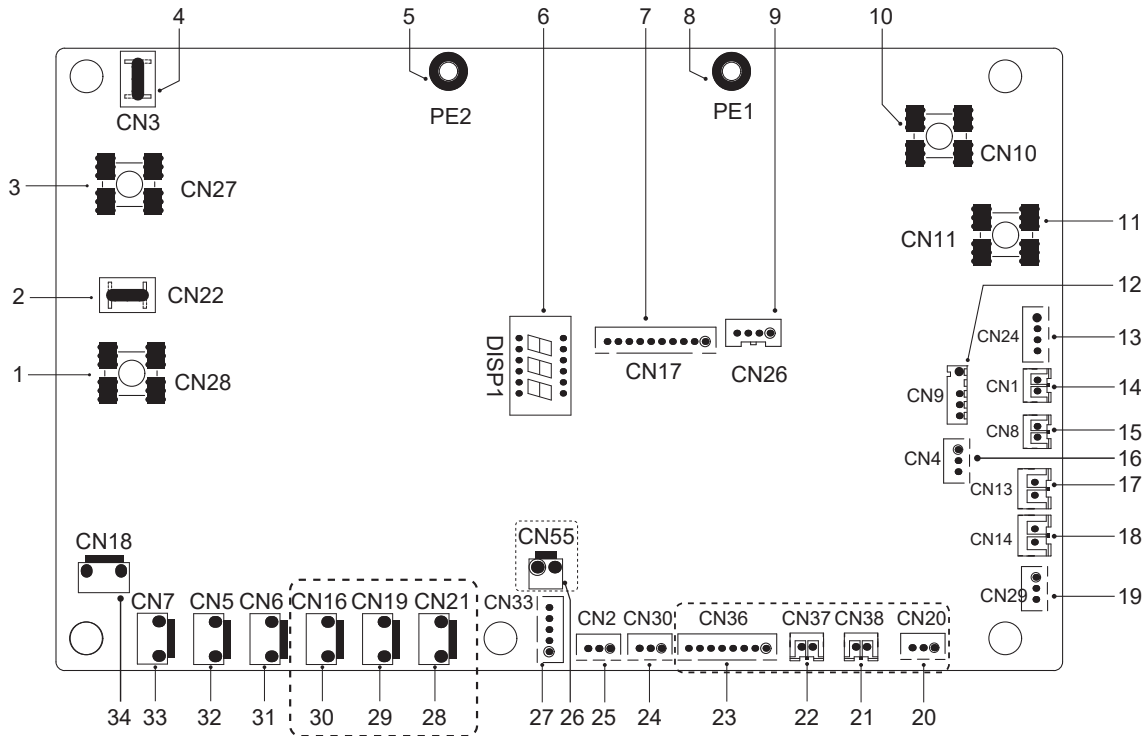 4 5 6 7 8 9 10
CN3 PE2 PE1
CN10
3 CN27
CN11 11
12
2 CN22
CN24 13
DISP1 CN17 CN26
1 CN28
CN9 CN1 14
CN8 15
CN4 16
CN13 17
CN18 CN55 CN14 18
CN7 CN5 CN6 CN16 CN19 CN21 CN33 CN2 CN30 CN36 CN37 CN38 CN20 CN29 19
34 33 32 31 30 29 28 27 26 25 24 23 22 21 20